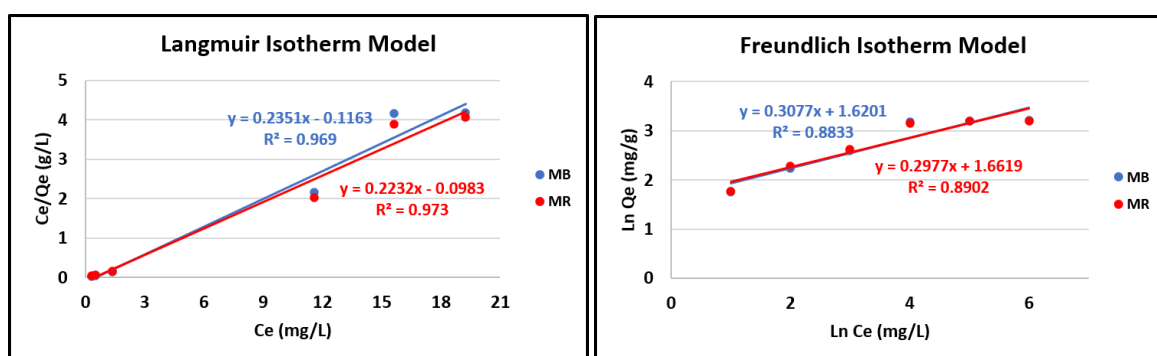 Langmuir Isotherm Model
5
4
3
2
1
0
Ce/Qe (g/L)
y = 0.2351x - 0.1163
R² = 0.969
y = 0.2232x - 0.0983
R² = 0.973
0 3 6 9 12 15 18 21
Ce (mg/L)
MB
MR
Freundlich Isotherm Model
4
3
2
1
0
Ln Qe (mg/g)
y = 0.3077x + 1.6201
R² = 0.8833
y = 0.2977x + 1.6619
R² = 0.8902
0 2 4 6
Ln Ce (mg/L)
MB
MR